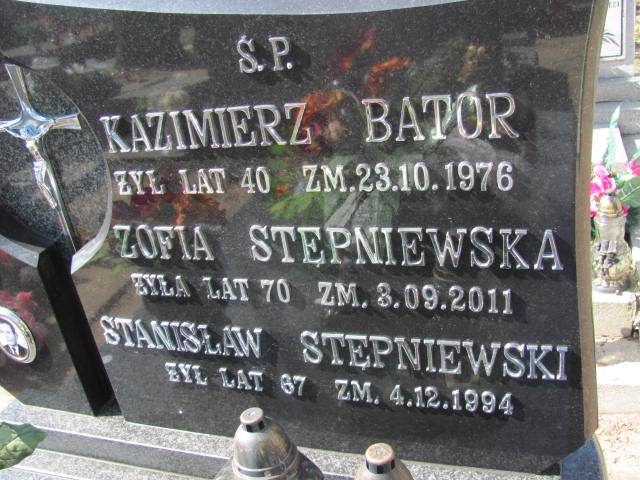 Ś. P.
KAZIMIERZ BATOR
ŻYŁ LAT 40 ZM. 23.10.1976
ZOFIA STĘPNIEWSKA
ŻYŁA LAT 70 ZM. 3.09.2011
STANISŁAW STĘPNIEWSKI
ŻYŁ LAT 67 ZM. 4.12.1994